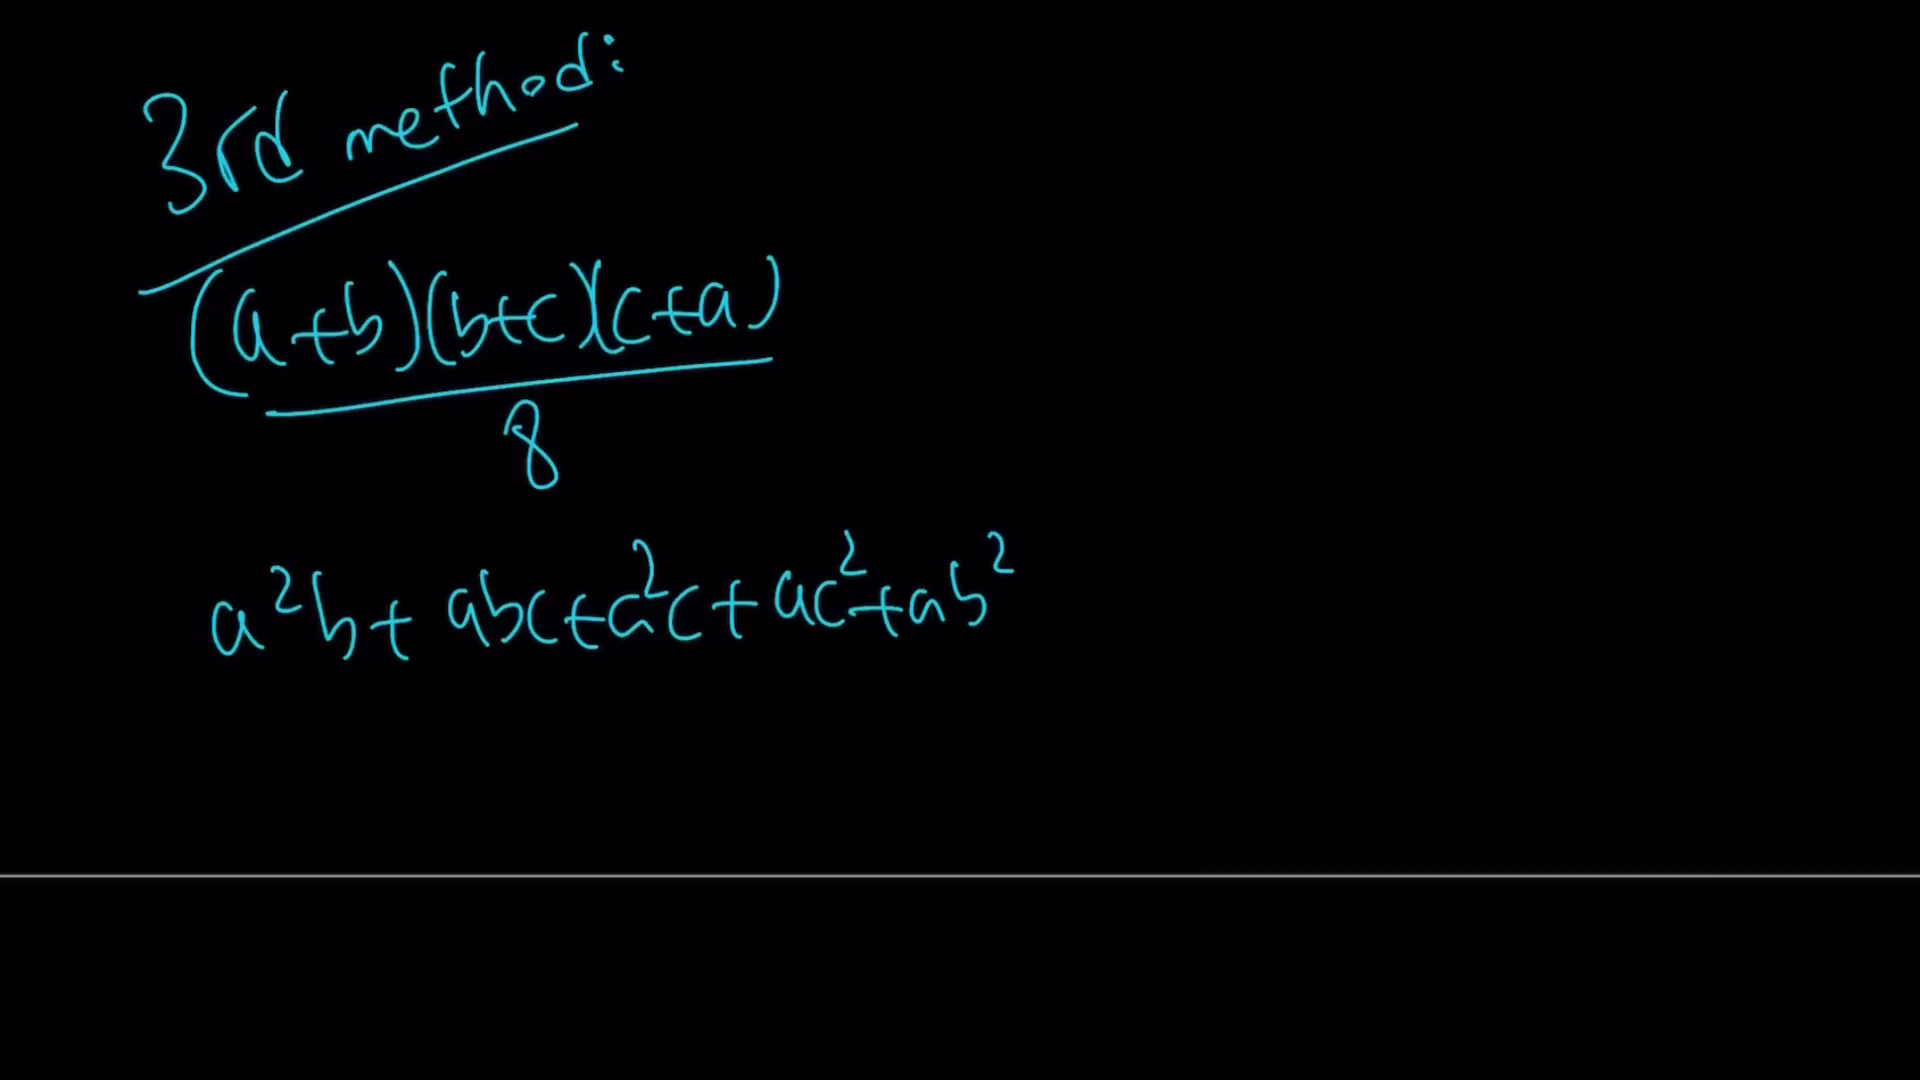 3rd method:
(a+b)(b+c)(c+a)
8
a²b + abc + a²c + ac² + ab²